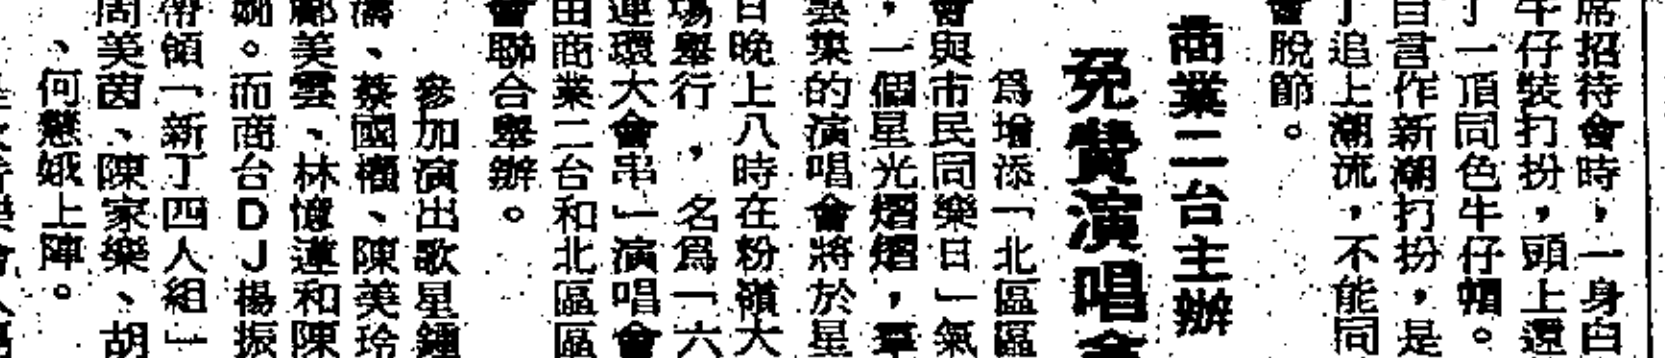 席招待會時，一身白
牛仔裝扮，頭上還
一頂同色牛仔帽。
自言作新潮打扮，是
追上潮流，不能同
會脫節。
商業二台主辦
免費演唱會
為增添「北區區
會與市民同樂日」氣
，一個星光熠熠，羣
雲集的演唱會將於星
日晚上八時在粉嶺大
場舉行，名為「六
連環大會串」演唱會
由商業二台和北區區
會聯合舉辦。
參加演出歌星鍾
濤、蔡國權、陳美玲
鄺美雲、林憶蓮和陳
。而商台DJ楊振
帶領「新丁四人組」
周美茵、陳家樂、胡
、何慧娥上陣。